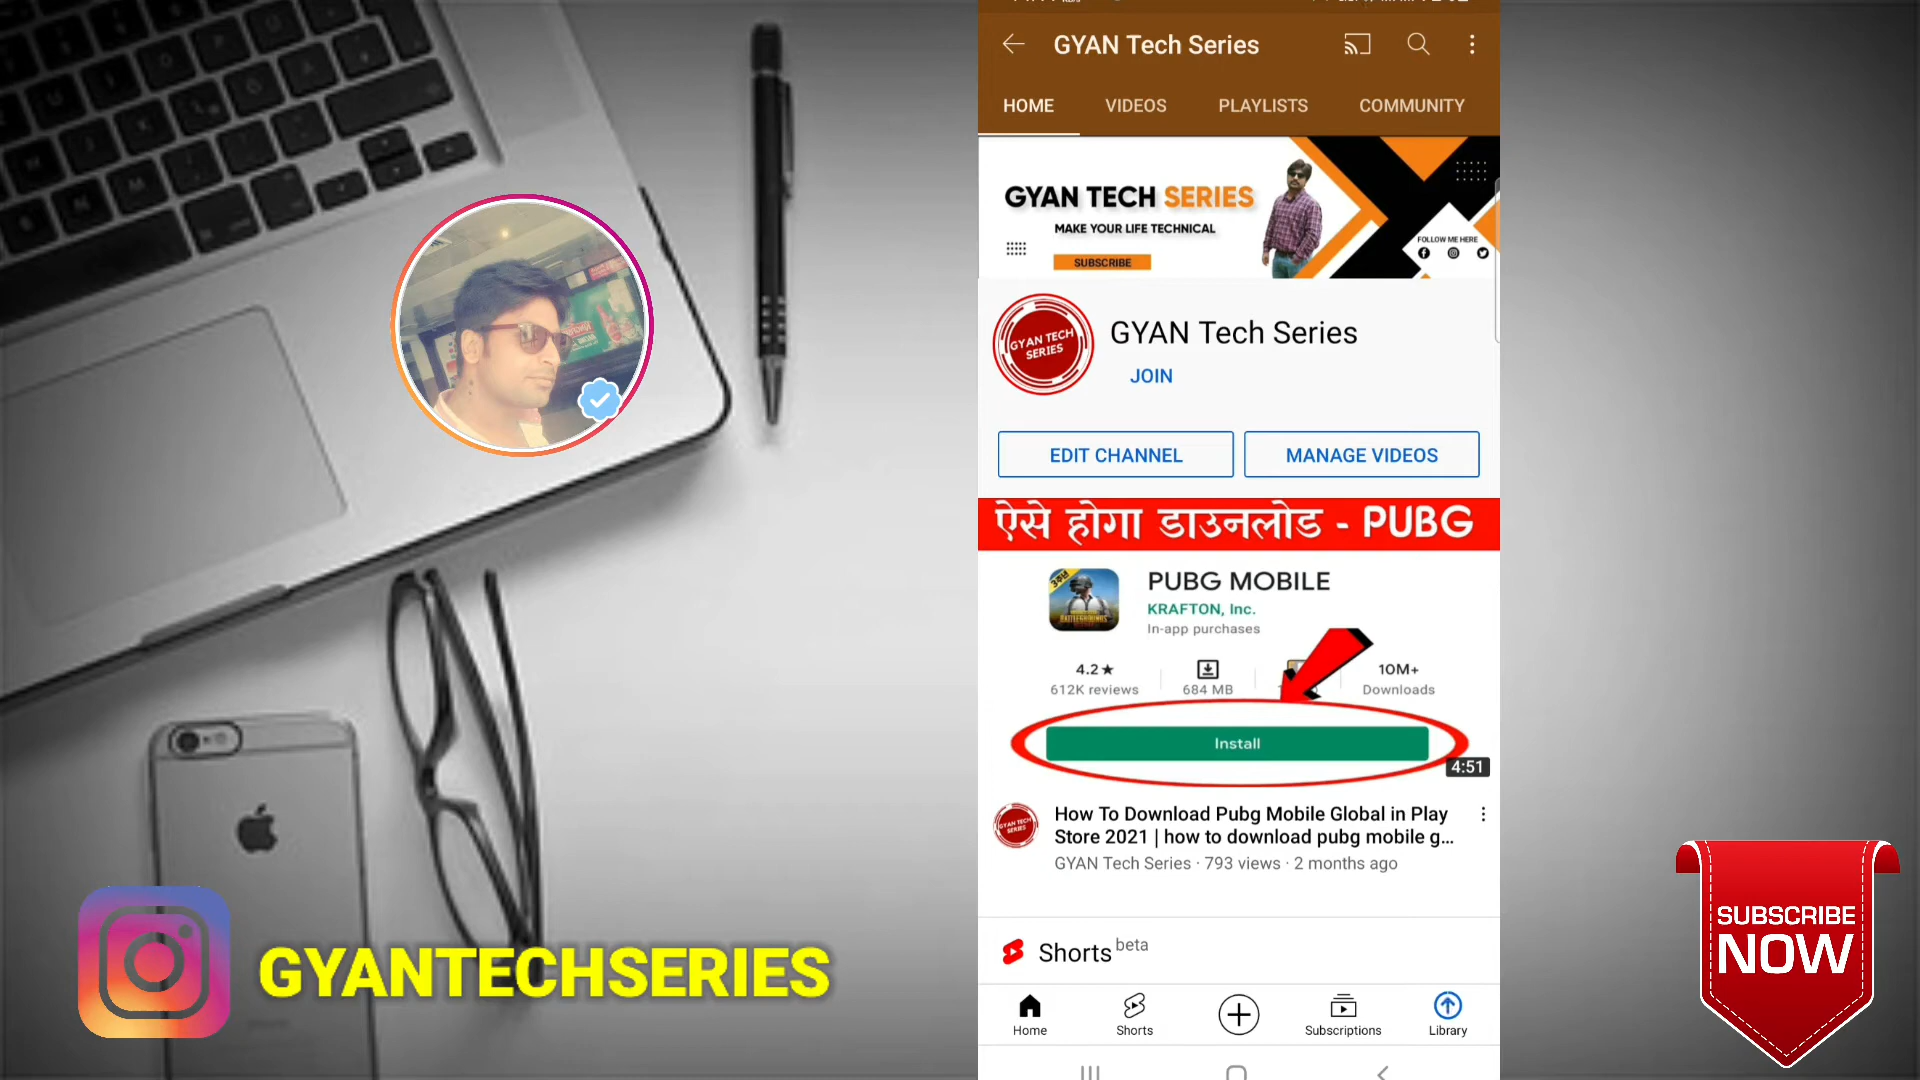 GYAN Tech Series
HOME VIDEOS PLAYLISTS COMMUNITY
GYAN TECH SERIES
MAKE YOUR LIFE TECHNICAL
SUBSCRIBE
FOLLOW ME HERE
GYAN TECH
SERIES
GYAN Tech Series
JOIN
EDIT CHANNEL MANAGE VIDEOS
ऐसे होगा डाउनलोड - PUBG
PUBG MOBILE
KRAFTON, Inc.
In-app purchases
4.2★ 10M+
612K reviews 684 MB Downloads
Install
4:51
GYAN TECH
SERIES
How To Download Pubg Mobile Global in Play
Store 2021 | how to download pubg mobile g...
GYAN Tech Series · 793 views · 2 months ago
Shorts beta
Home Shorts Subscriptions Library
GYANTECHSERIES
SUBSCRIBE
NOW